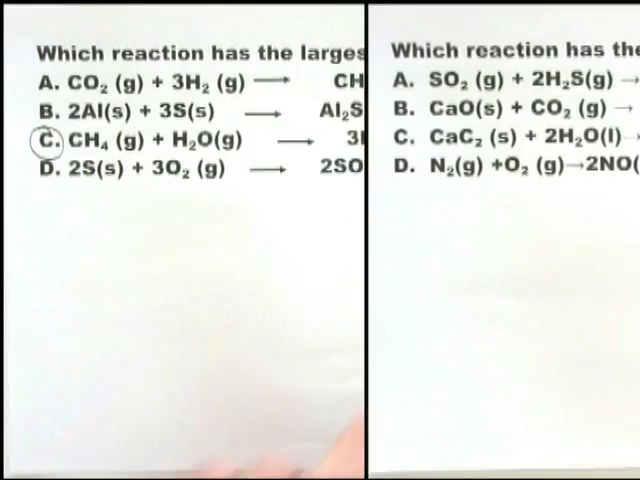 Which reaction has the larges
A. CO₂ (g) + 3H₂ (g) ⟶ CH
B. 2Al(s) + 3S(s) ⟶ Al₂S
C. CH₄ (g) + H₂O(g) ⟶ 3
D. 2S(s) + 3O₂ (g) ⟶ 2SO
Which reaction has the
A. SO₂ (g) + 2H₂S(g) →
B. CaO(s) + CO₂ (g) →
C. CaC₂ (s) + 2H₂O(l) →
D. N₂(g) +O₂ (g)→2NO(